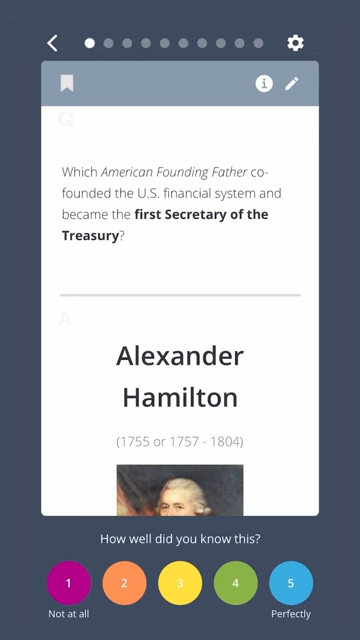 Q
Which American Founding Father co-
founded the U.S. financial system and
became the first Secretary of the
Treasury?
A
Alexander
Hamilton
(1755 or 1757 - 1804)
How well did you know this?
1 2 3 4 5
Not at all Perfectly